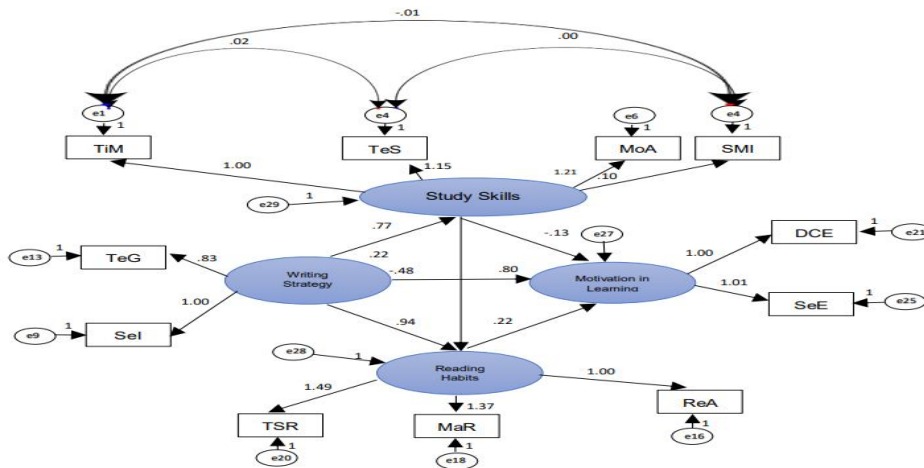 -.01
.02
.00
e1
e4
e6
e4
1
1
1
1
TiM
TeS
MoA
SMI
1.00
1.15
1.21
.10
e29
1
Study Skills
.77
-.13
e27
e13
1
TeG
.83
.22
-.48
.80
1.00
DCE
1
e21
Writing
Strategy
Motivation in
Learning
1.01
SeE
1
e25
1.00
e9
1
SeI
.94
.22
e28
1
Reading
Habits
1.49
1.37
1.00
TSR
MaR
ReA
1
e20
1
e18
1
e16